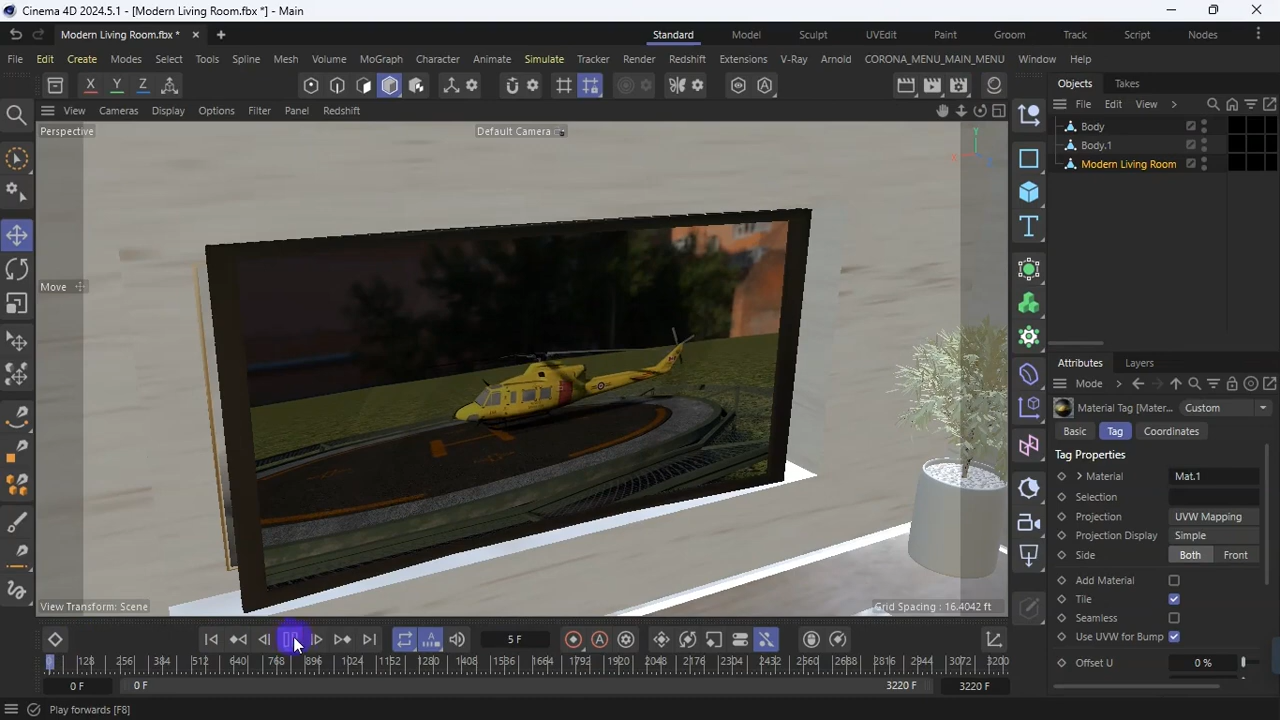 Cinema 4D 2024.5.1 - [Modern Living Room.fbx *] - Main
Modern Living Room.fbx *
Standard Model Sculpt UVEdit Paint Groom Track Script Nodes
File Edit Create Modes Select Tools Spline Mesh Volume MoGraph Character Animate Simulate Tracker Render Redshift Extensions V-Ray Arnold CORONA_MENU_MAIN_MENU Window Help
X Y Z
Objects Takes
File Edit View
View Cameras Display Options Filter Panel Redshift
Perspective
Default Camera
Y
X
Body
Body.1
Modern Living Room
Move
View Transform: Scene
Grid Spacing : 16.4042 ft
Attributes Layers
Mode
Material Tag [Mater... Custom
Basic Tag Coordinates
Tag Properties
Material Mat.1
Selection
Projection UVW Mapping
Projection Display Simple
Side Both Front
Add Material
Tile
Seamless
Use UVW for Bump
Offset U 0 %
5 F
0 128 256 384 512 640 768 896 1024 1152 1280 1408 1536 1664 1792 1920 2048 2176 2304 2432 2560 2688 2816 2944 3072 3200
0 F 0 F 3220 F 3220 F
Play forwards [F8]